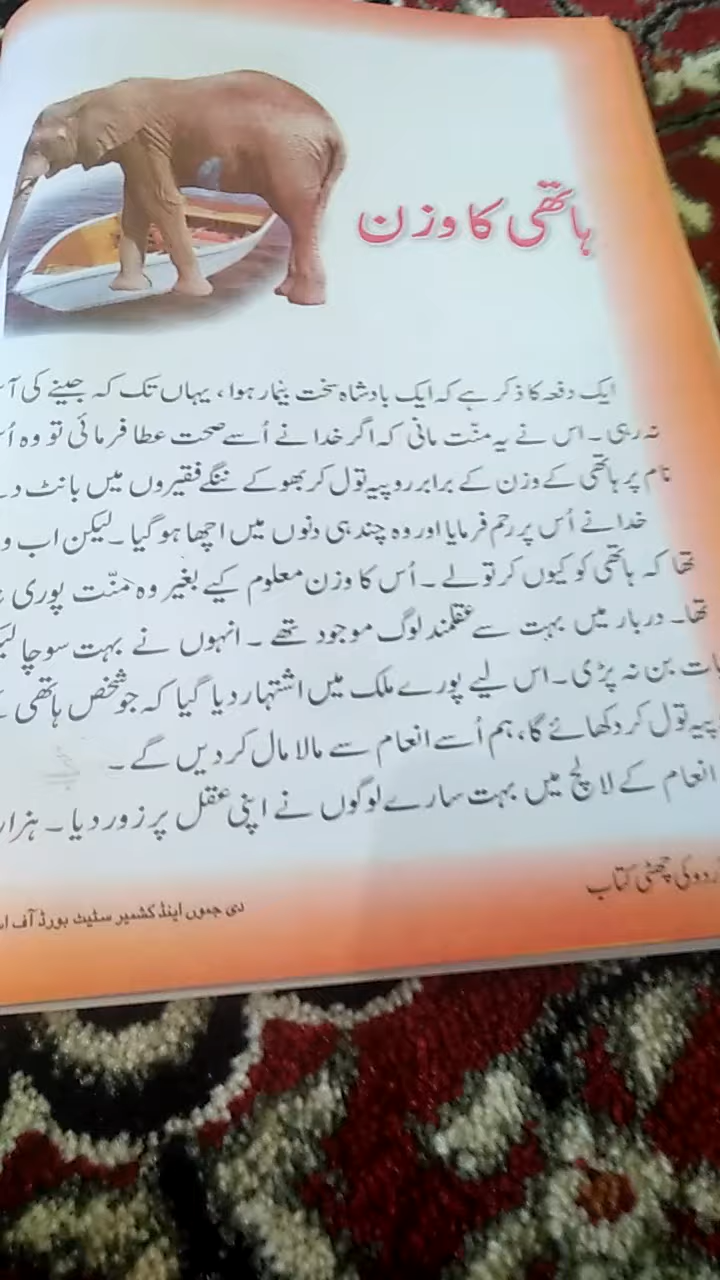 ہاتھی کا وزن
ایک دفعہ کا ذکر ہے کہ ایک بادشاہ سخت بیمار ہوا، یہاں تک کہ جینے کی
نہ رہی۔ اس نے یہ منّت مانی کہ اگر خدا نے اُسے صحت عطا فرمائی تو وہ
نام پر ہاتھی کے وزن کے برابر روپیہ تول کر بھوکے ننگے فقیروں میں بانٹ
خدا نے اُس پر رحم فرمایا اور وہ چند ہی دنوں میں اچھا ہو گیا۔ لیکن اب
تھا کہ ہاتھی کو کیوں کر تولے۔ اُس کا وزن معلوم کیے بغیر وہ منّت پوری
تھا۔ دربار میں بہت سے عقلمند لوگ موجود تھے۔ انہوں نے بہت سوچا
بن نہ پڑی۔ اس لیے پورے ملک میں اشتہار دیا گیا کہ جو شخص ہاتھی
تول کر دکھائے گا، ہم اُسے انعام سے مالا مال کر دیں گے۔
انعام کے لالچ میں بہت سارے لوگوں نے اپنی عقل پر زور دیا۔
کی چھٹی کتاب
دی جموں اینڈ کشمیر سٹیٹ بورڈ آف